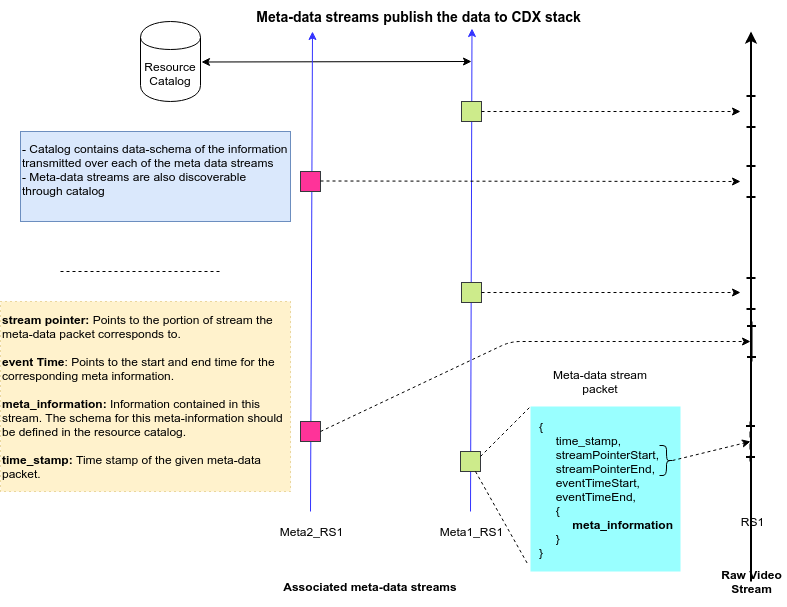 Meta-data streams publish the data to CDX stack
Resource
Catalog
- Catalog contains data-schema of the information
transmitted over each of the meta data streams
- Meta-data streams are also discoverable
through catalog
stream pointer: Points to the portion of stream the
meta-data packet corresponds to.
event Time: Points to the start and end time for the
corresponding meta information.
meta_information: Information contained in this
stream. The schema for this meta-information should
be defined in the resource catalog.
time_stamp: Time stamp of the given meta-data
packet.
Meta-data stream
packet
{
time_stamp,
streamPointerStart,
streamPointerEnd,
eventTimeStart,
eventTimeEnd,
{
meta_information
}
}
Meta2_RS1
Meta1_RS1
RS1
Associated meta-data streams
Raw Video
Stream